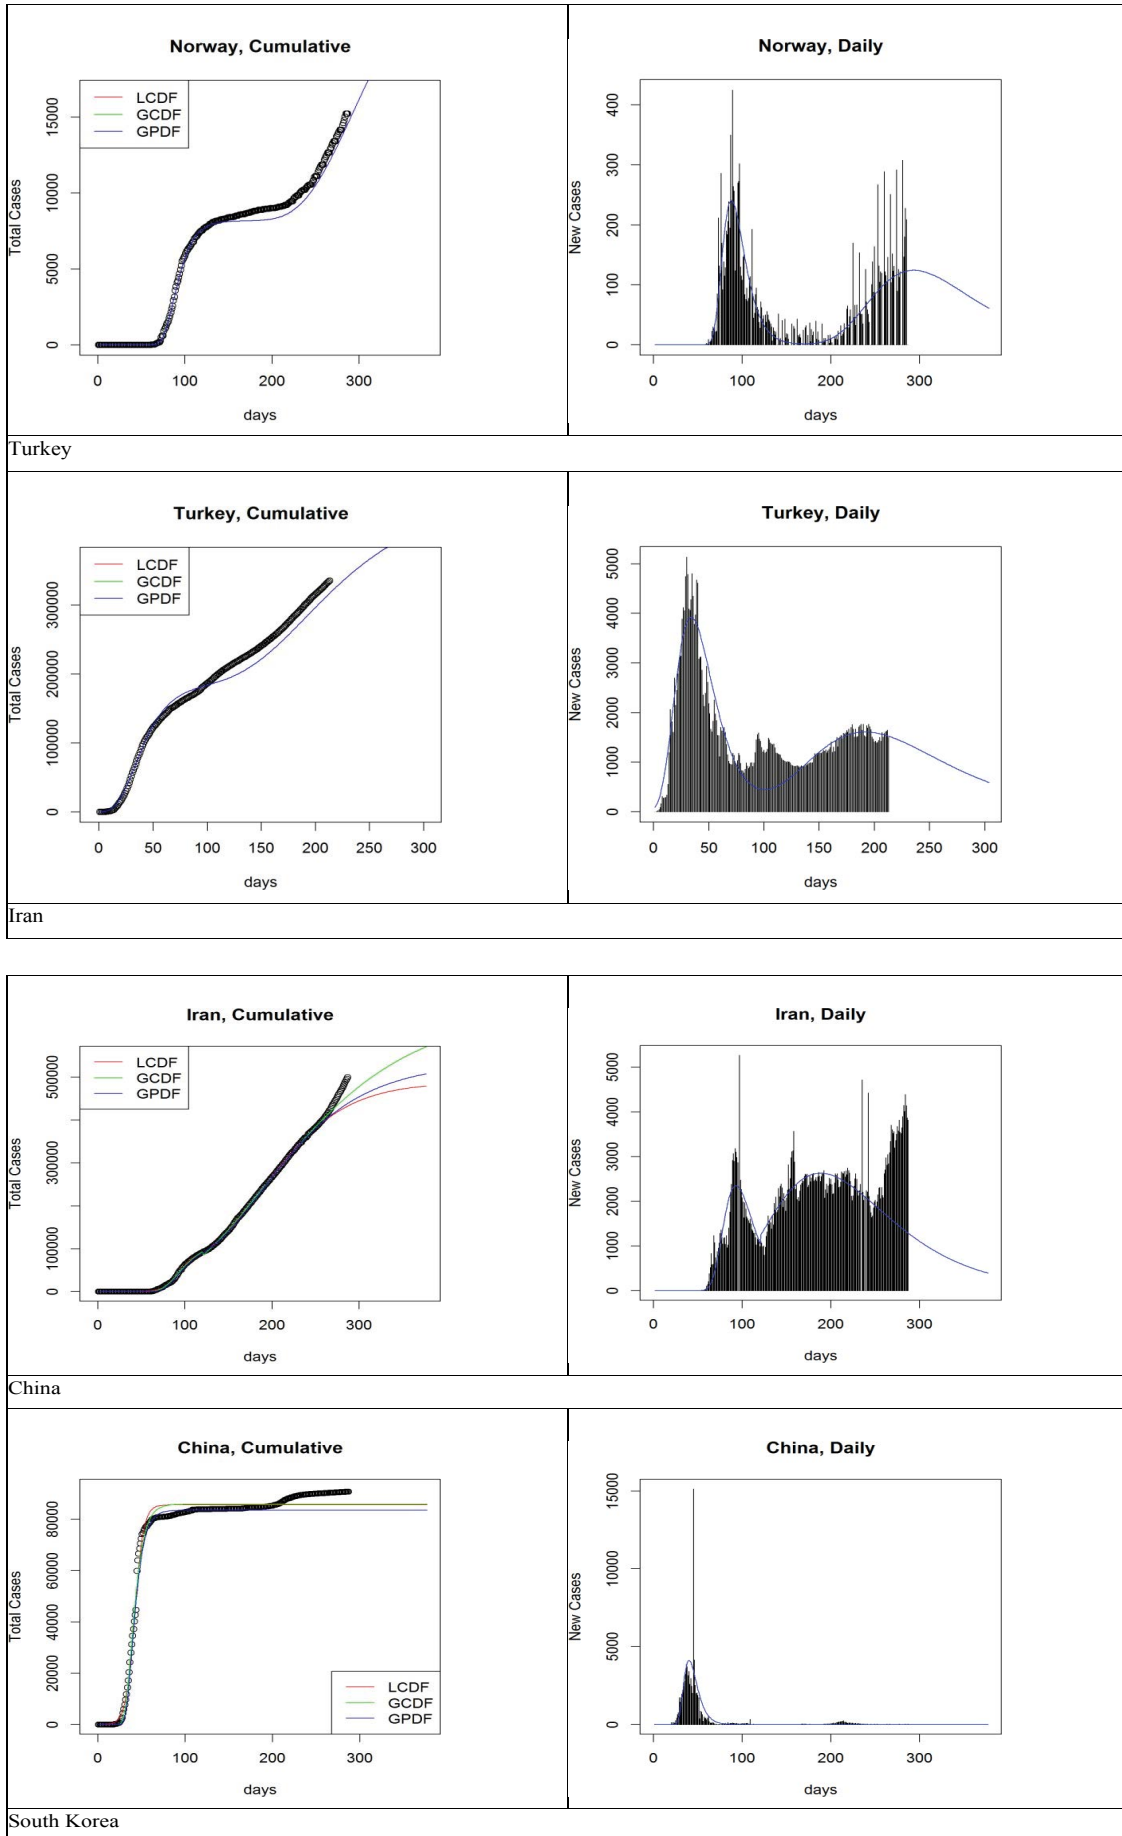 Norway, Cumulative
Total Cases
15000
10000
5000
0
LCDF
GCDF
GPDF
0 100 200 300
days
Norway, Daily
New Cases
400
300
200
100
0
0 100 200 300
days
Turkey
Turkey, Cumulative
Total Cases
300000
200000
100000
0
LCDF
GCDF
GPDF
0 50 100 150 200 250 300
days
Turkey, Daily
New Cases
5000
4000
3000
2000
1000
0
0 50 100 150 200 250 300
days
Iran
Iran, Cumulative
Total Cases
500000
300000
100000
0
LCDF
GCDF
GPDF
0 100 200 300
days
Iran, Daily
New Cases
5000
4000
3000
2000
1000
0
0 100 200 300
days
China
China, Cumulative
Total Cases
80000
60000
40000
20000
0
LCDF
GCDF
GPDF
0 100 200 300
days
China, Daily
New Cases
15000
10000
5000
0
0 100 200 300
days
South Korea